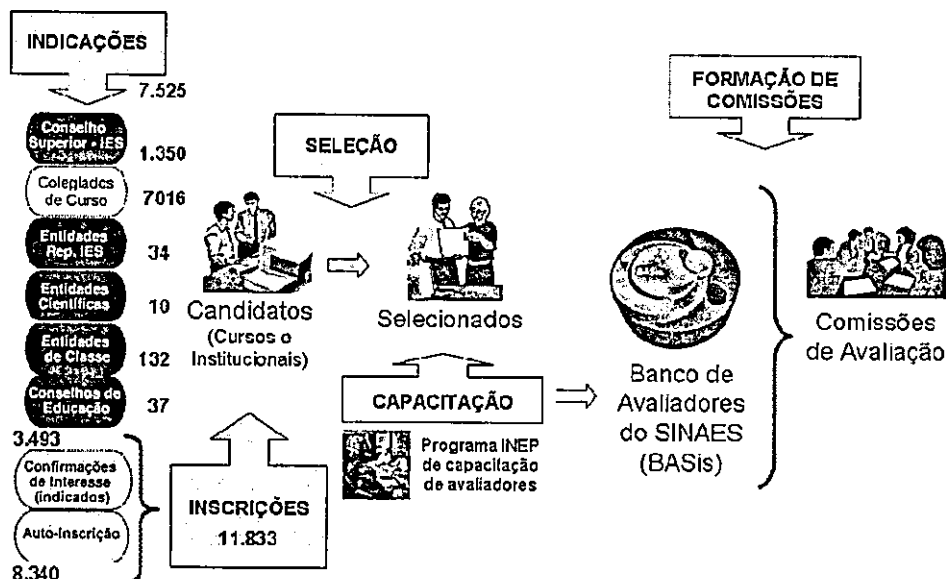 INDICAÇÕES
7.525
Conselho
Superior - IES
1.350
Colegiados
de Curso
7016
Entidades
Rep. IES
34
Entidades
Científicas
10
Entidades
de Classe
132
Conselhos de
Educação
37
3.493
Confirmações
de Interesse
(indicados)
Auto-Inscrição
8.340
INSCRIÇÕES
11.833
SELEÇÃO
Candidatos
(Cursos e
Institucionais)
Selecionados
CAPACITAÇÃO
Programa INEP
de capacitação
de avaliadores
FORMAÇÃO DE
COMISSÕES
Banco de
Avaliadores
do SINAES
(BASis)
Comissões
de Avaliação